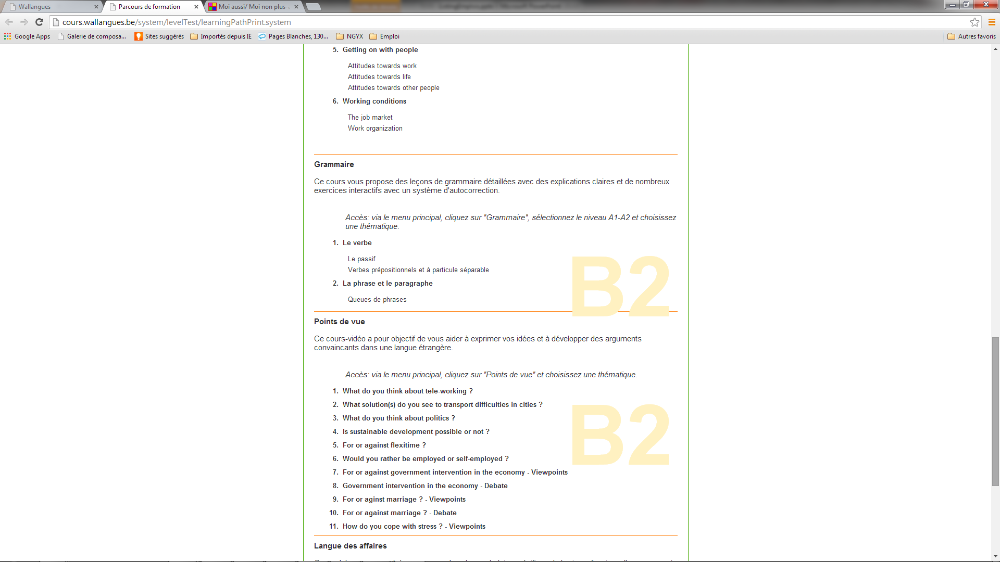 Wallangues
Parcours de formation
Moi aussi/ Moi non plus-
cours.wallangues.be/system/levelTest/learningPathPrint.system
Google Apps
Galerie de composa...
Sites suggérés
Importés depuis IE
Pages Blanches, 130...
NGYX
Emploi
Autres favoris
5. Getting on with people
Attitudes towards work
Attitudes towards life
Attitudes towards other people
6. Working conditions
The job market
Work organization
Grammaire
Ce cours vous propose des leçons de grammaire détaillées avec des explications claires et de nombreux
exercices interactifs avec un système d'autocorrection.
Accès: via le menu principal, cliquez sur "Grammaire", sélectionnez le niveau A1-A2 et choisissez
une thématique.
1. Le verbe
Le passif
Verbes prépositionnels et à particule séparable
2. La phrase et le paragraphe
Queues de phrases
B2
Points de vue
Ce cours-vidéo a pour objectif de vous aider à exprimer vos idées et à développer des arguments
convaincants dans une langue étrangère.
Accès: via le menu principal, cliquez sur "Points de vue" et choisissez une thématique.
1. What do you think about tele-working ?
2. What solution(s) do you see to transport difficulties in cities ?
3. What do you think about politics ?
4. Is sustainable development possible or not ?
5. For or against flexitime ?
6. Would you rather be employed or self-employed ?
B2
7. For or against government intervention in the economy - Viewpoints
8. Government intervention in the economy - Debate
9. For or aginst marriage ? - Viewpoints
10. For or against marriage ? - Debate
11. How do you cope with stress ? - Viewpoints
Langue des affaires